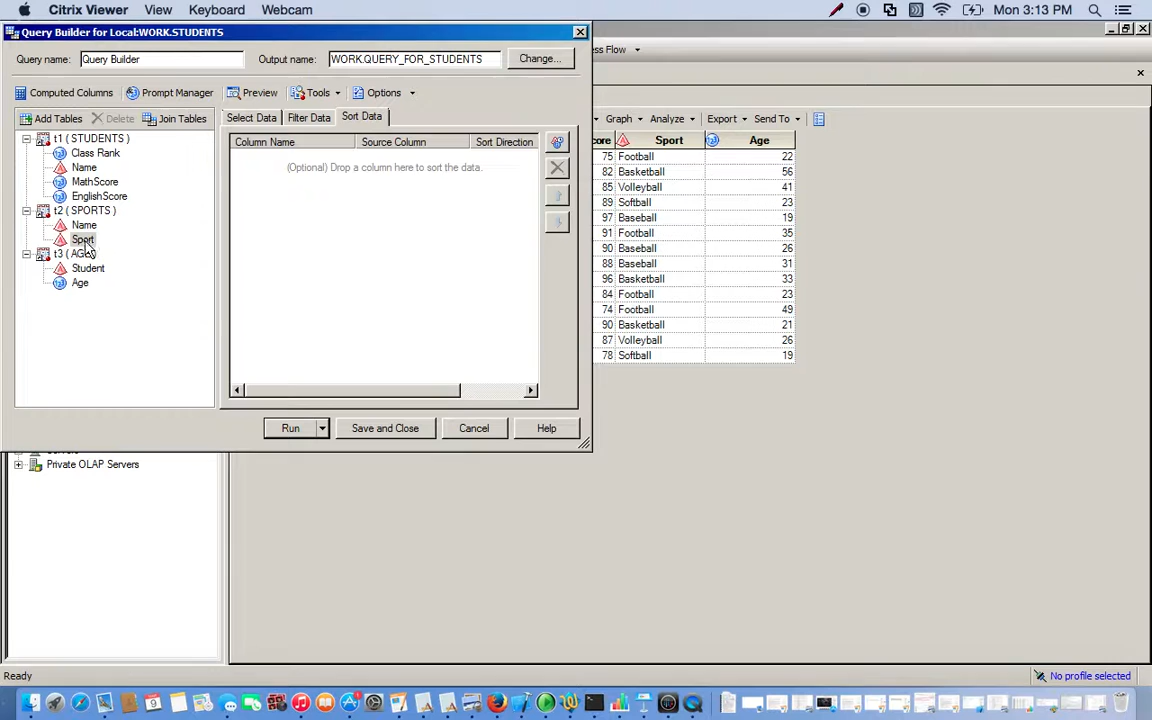 Citrix Viewer View Keyboard Webcam Mon 3:13 PM
Query Builder for Local:WORK.STUDENTS
Query name: Query Builder Output name: WORK.QUERY_FOR_STUDENTS Change...
ess Flow
Computed Columns Prompt Manager Preview Tools Options
Add Tables Delete Join Tables Select Data Filter Data Sort Data
Graph Analyze Export Send To
t1 ( STUDENTS )
Class Rank
Name
MathScore
EnglishScore
t2 ( SPORTS )
Name
Sport
t3 ( AGE
Student
Age
Column Name Source Column Sort Direction
(Optional) Drop a column here to sort the data.
Run Save and Close Cancel Help
core Sport Age
75 Football 22
82 Basketball 56
85 Volleyball 41
89 Softball 23
97 Baseball 19
91 Football 35
90 Baseball 26
88 Baseball 31
96 Basketball 33
84 Football 23
74 Football 49
90 Basketball 21
87 Volleyball 26
78 Softball 19
Private OLAP Servers
Ready No profile selected